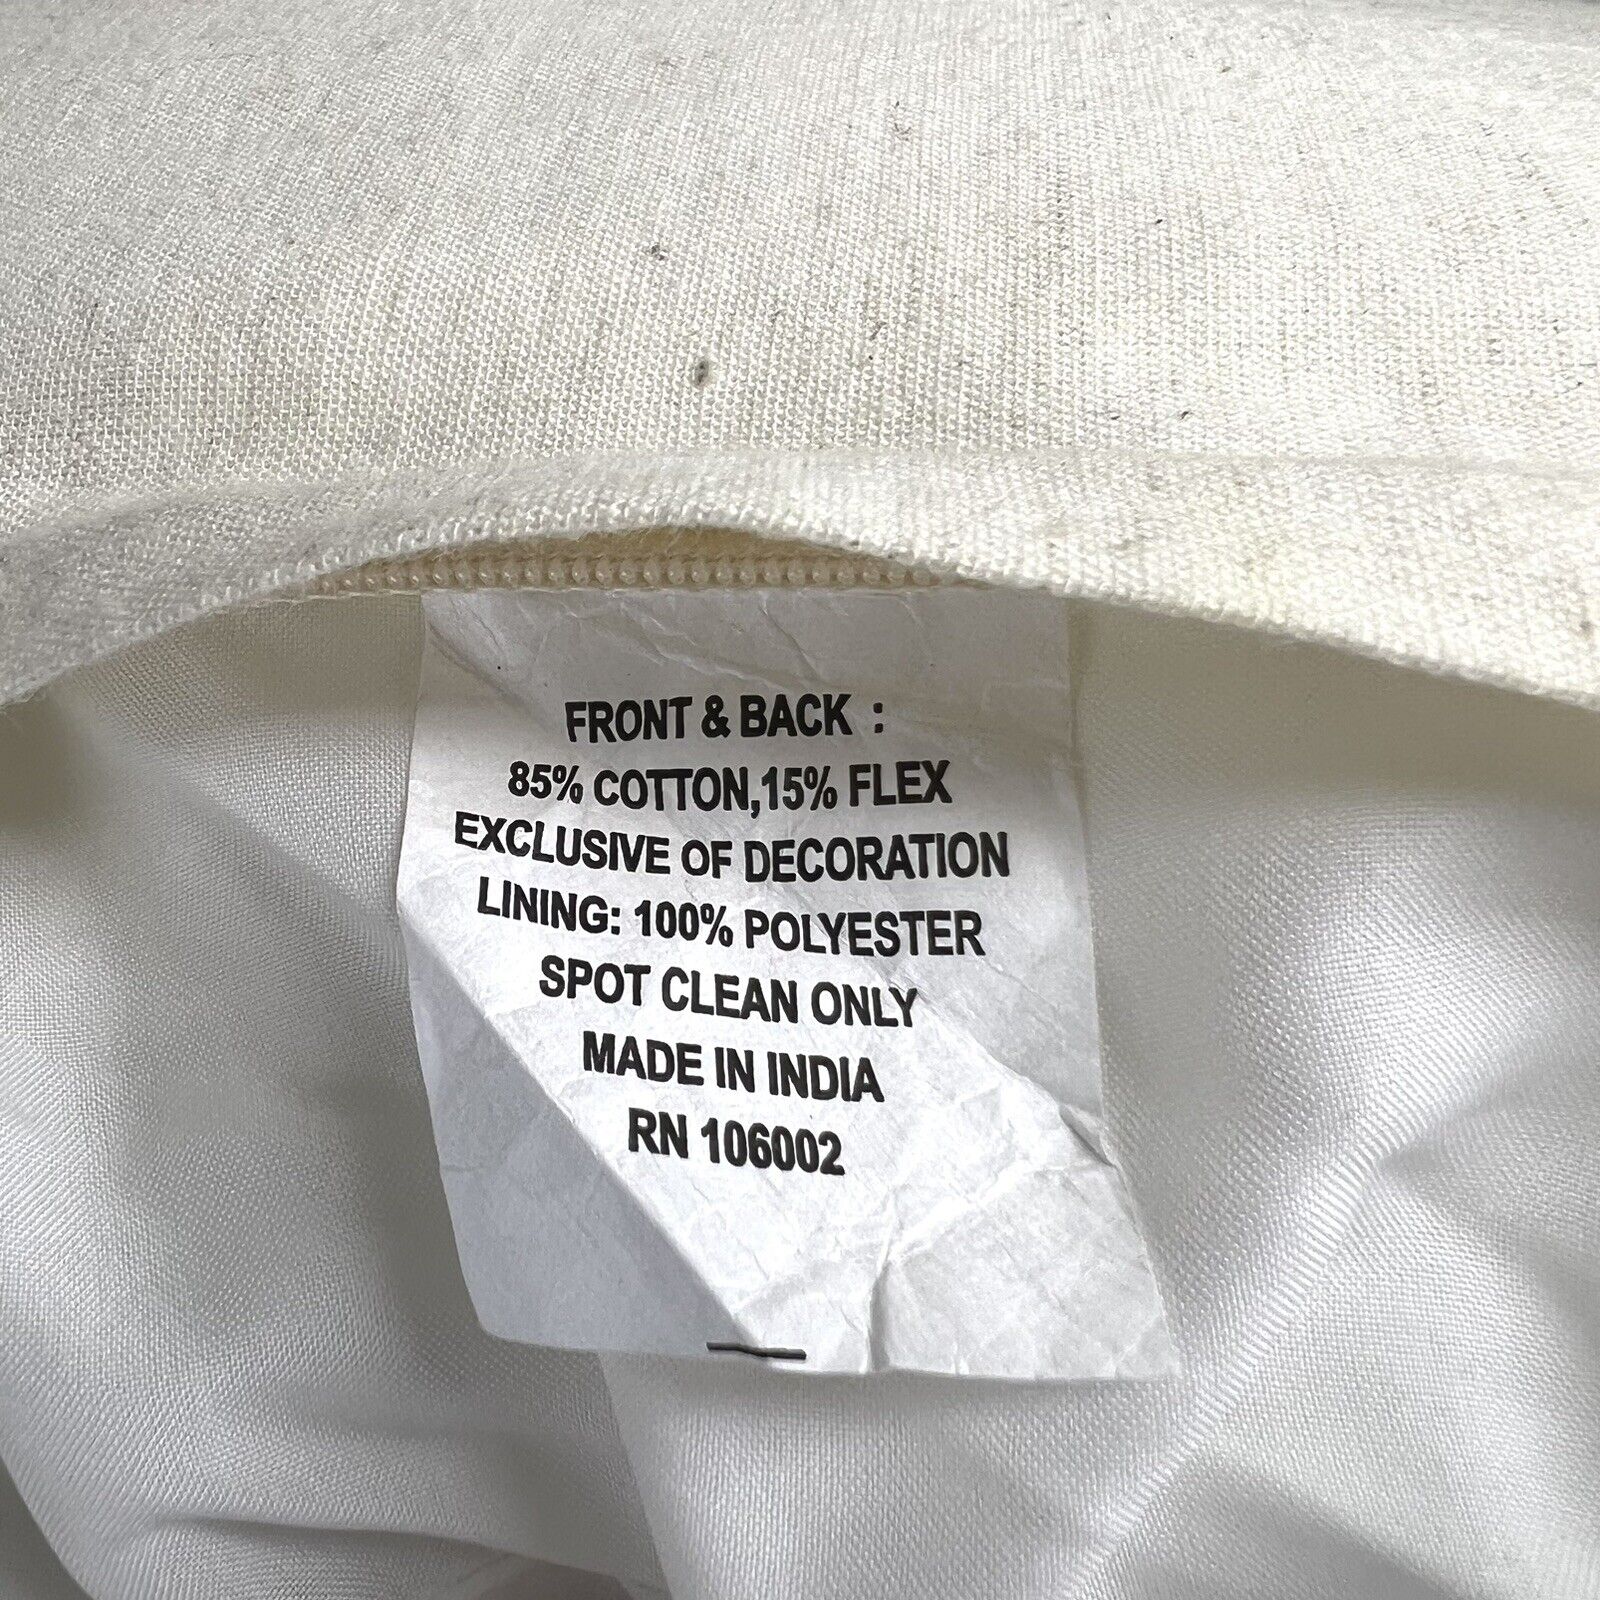 FRONT & BACK :
85% COTTON,15% FLEX
EXCLUSIVE OF DECORATION
LINING: 100% POLYESTER
SPOT CLEAN ONLY
MADE IN INDIA
RN 106002